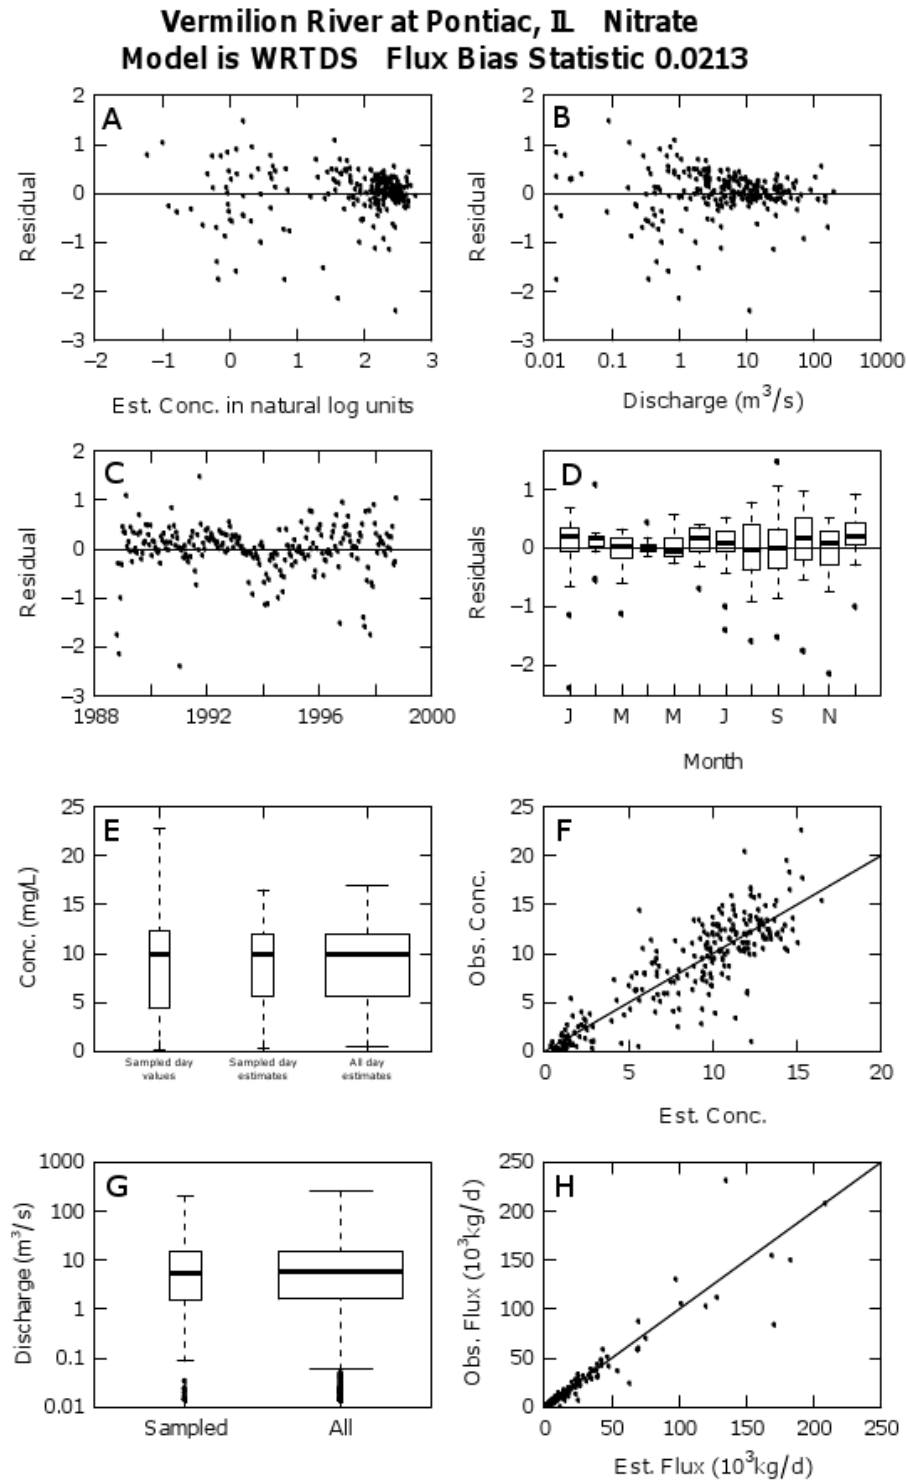 Vermilion River at Pontiac, IL Nitrate
Model is WRTDS Flux Bias Statistic 0.0213
A
Residual
2
1
0
−1
−2
−3
−2 −1 0 1 2 3
Est. Conc. in natural log units
B
Residual
2
1
0
−1
−2
−3
0.01 0.1 1 10 100 1000
Discharge (m³/s)
C
Residual
2
1
0
−1
−2
−3
1988 1992 1996 2000
D
Residuals
1
0
−1
−2
J M M J S N
Month
E
Conc. (mg/L)
25
20
15
10
5
0
Sampled day values
Sampled day estimates
All day estimates
F
Obs. Conc.
25
20
15
10
5
0
0 5 10 15 20
Est. Conc.
G
Discharge (m³/s)
1000
100
10
1
0.1
0.01
Sampled All
H
Obs. Flux (10³kg/d)
250
200
150
100
50
0
0 50 100 150 200 250
Est. Flux (10³kg/d)